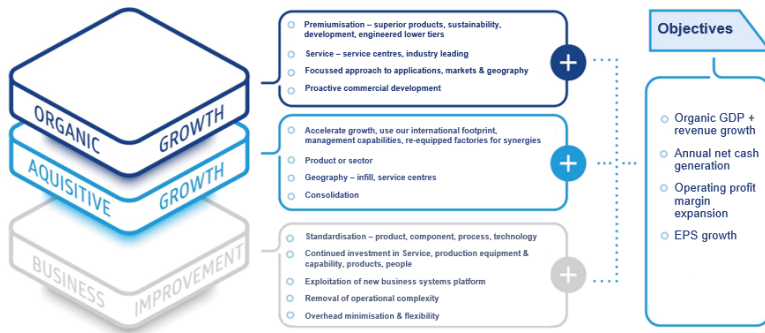 ORGANIC GROWTH
Premiumisation – superior products, sustainability,
development, engineered lower tiers
Service – service centres, industry leading
Focussed approach to applications, markets & geography
Proactive commercial development
AQUISITIVE GROWTH
Accelerate growth, use our international footprint,
management capabilities, re-equipped factories for synergies
Product or sector
Geography – infill, service centres
Consolidation
BUSINESS IMPROVEMENT
Standardisation – product, component, process, technology
Continued investment in Service, production equipment &
capability, products, people
Exploitation of new business systems platform
Removal of operational complexity
Overhead minimisation & flexibility
Objectives
Organic GDP +
revenue growth
Annual net cash
generation
Operating profit
margin
expansion
EPS growth